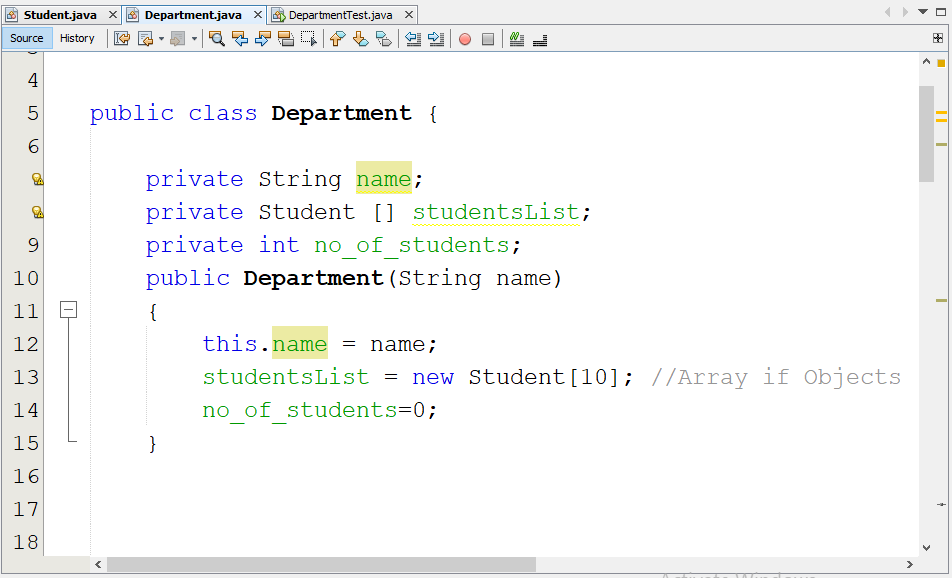 Student.java Department.java DepartmentTest.java
Source History
4
5 public class Department {
6
private String name;
private Student [] studentsList;
9 private int no_of_students;
10 public Department(String name)
11 {
12 this.name = name;
13 studentsList = new Student[10]; //Array if Objects
14 no_of_students=0;
15 }
16
17
18